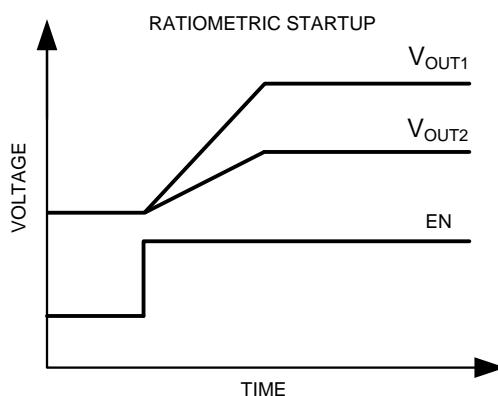 RATIOMETRIC STARTUP
VOUT1
VOUT2
VOLTAGE
EN
TIME